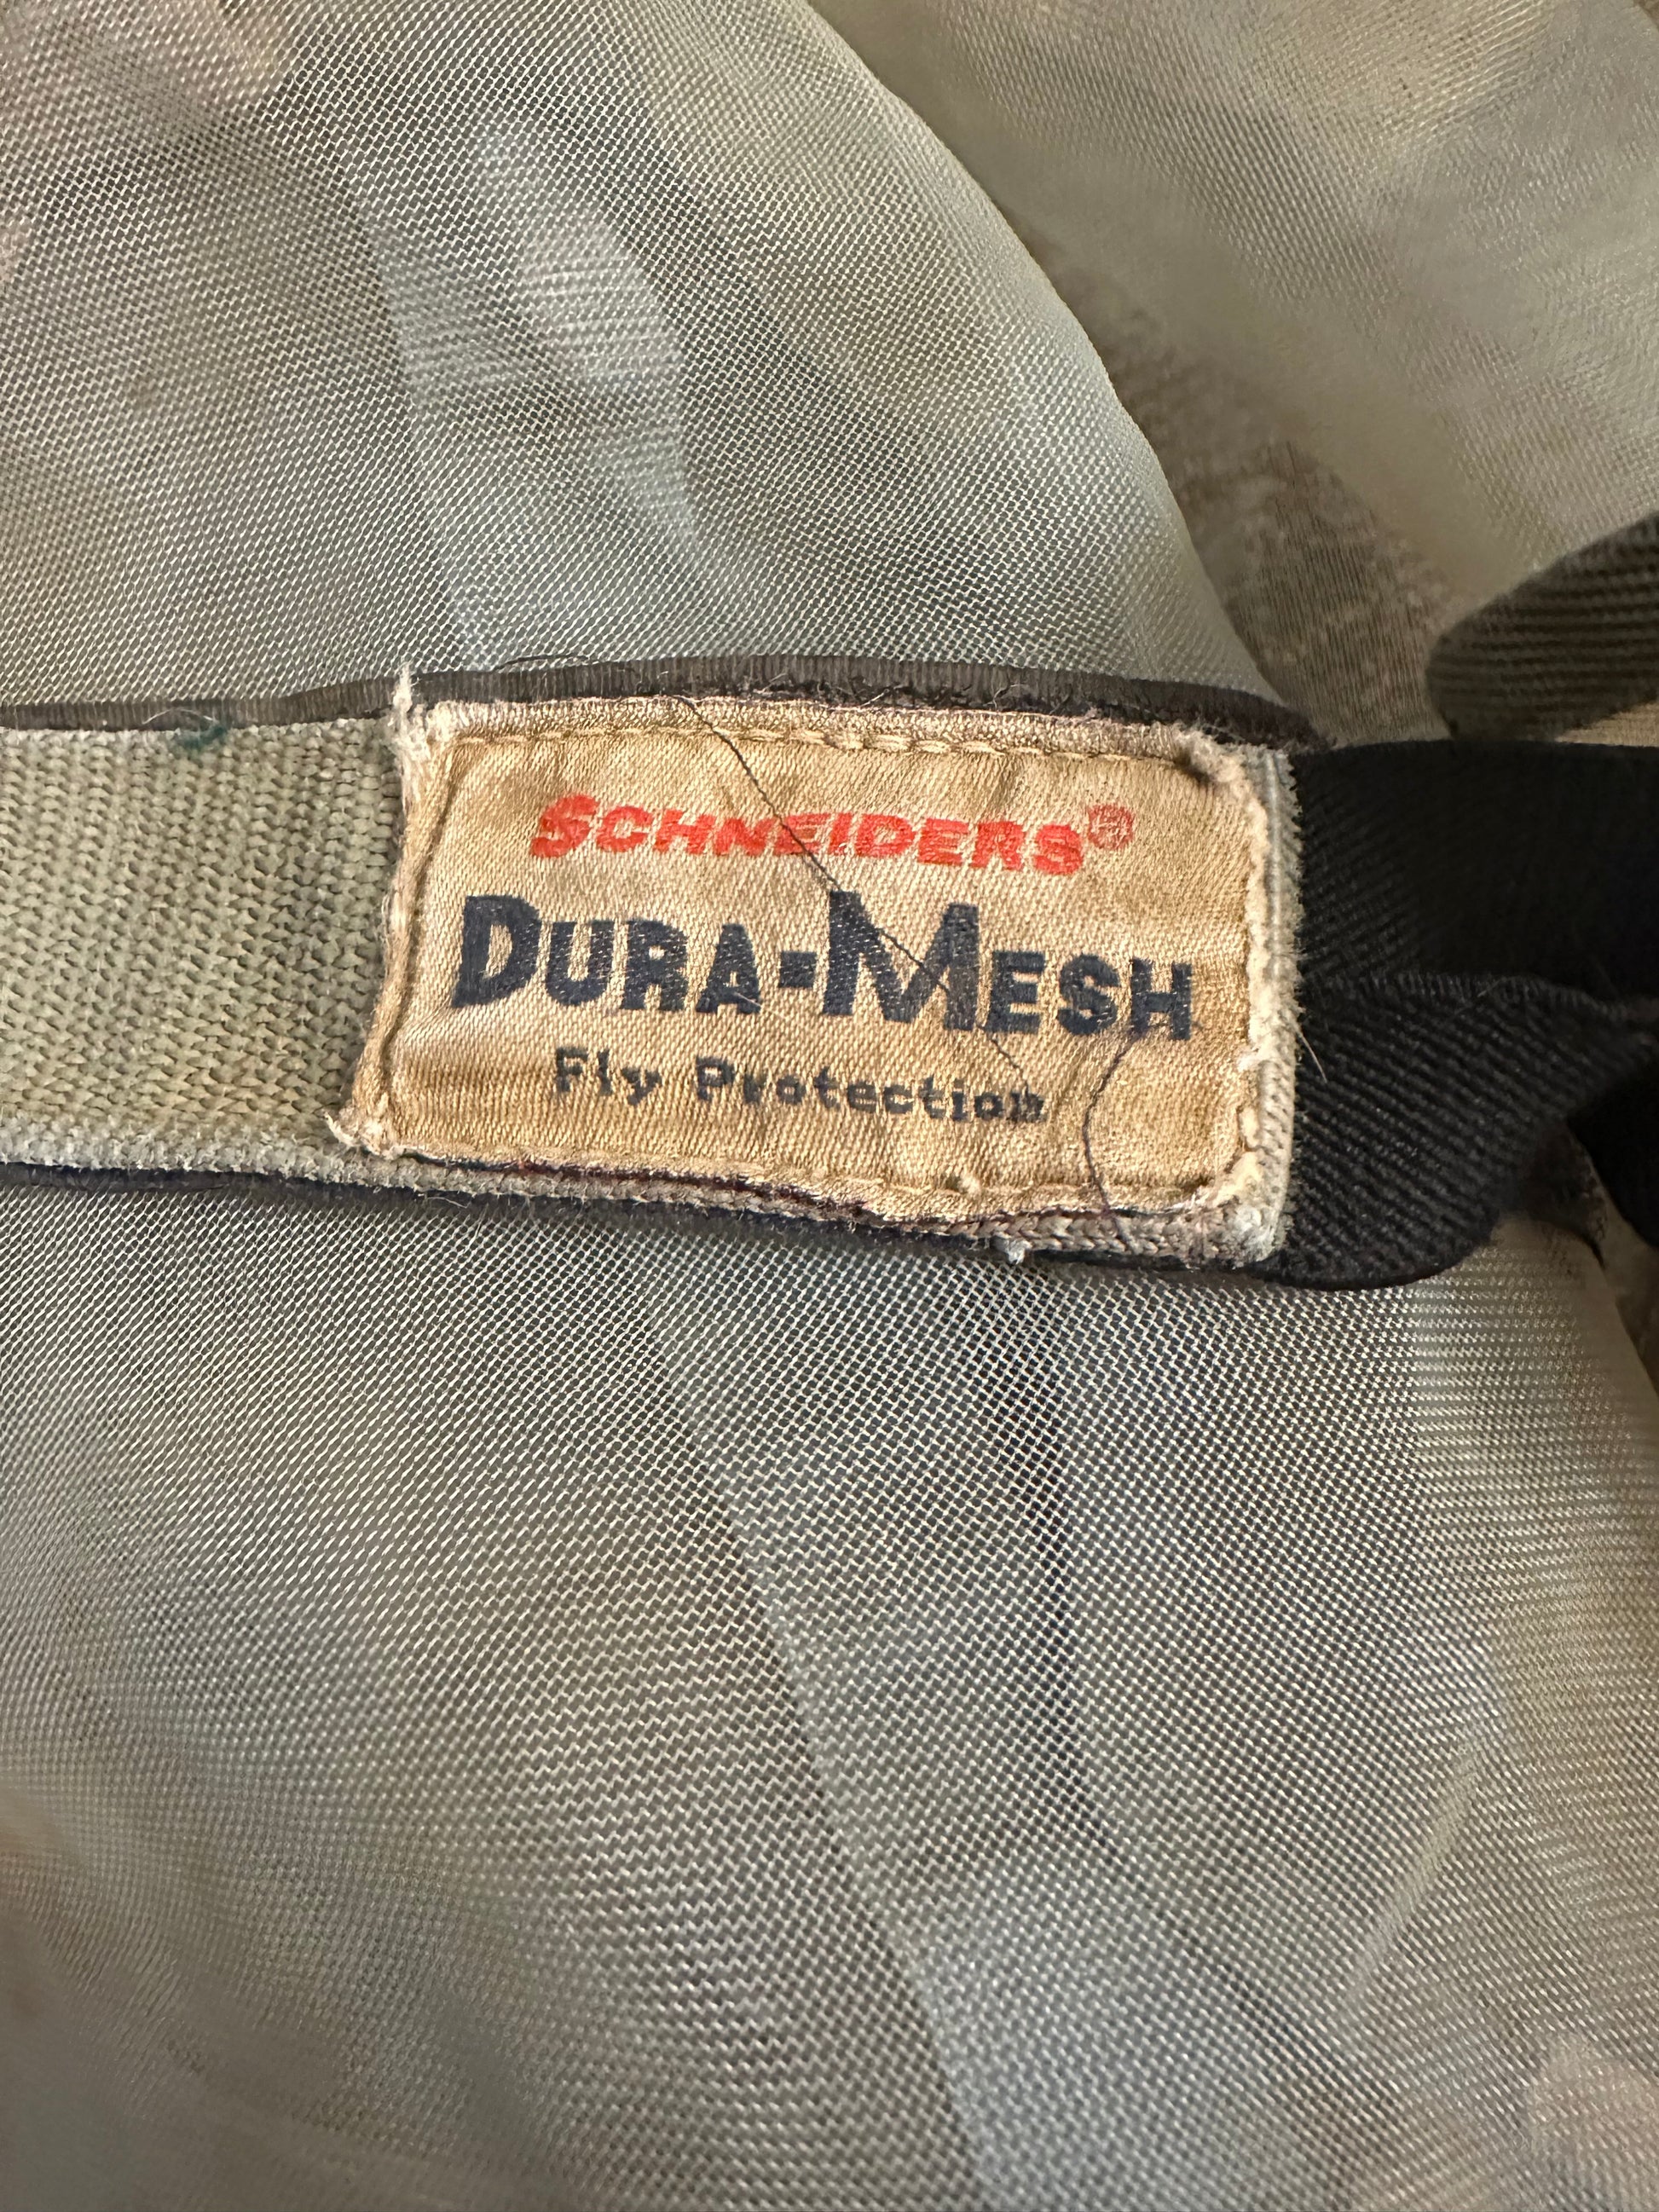 SCHNEIDERS®
DURA-MESH
Fly Protection